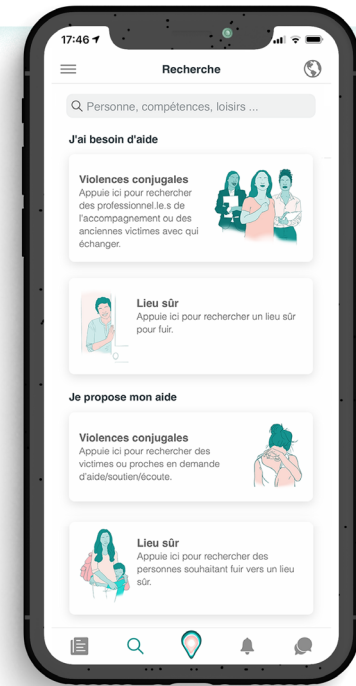 17:46
Recherche
Personne, compétences, loisirs ...
J'ai besoin d'aide
Violences conjugales
Appuie ici pour rechercher
des professionnel.le.s de
l'accompagnement ou des
anciennes victimes avec qui
échanger.
Lieu sûr
Appuie ici pour rechercher un lieu sûr
pour fuir.
Je propose mon aide
Violences conjugales
Appuie ici pour rechercher des
victimes ou proches en demande
d'aide/soutien/écoute.
Lieu sûr
Appuie ici pour rechercher des
personnes souhaitant fuir vers un lieu
sûr.